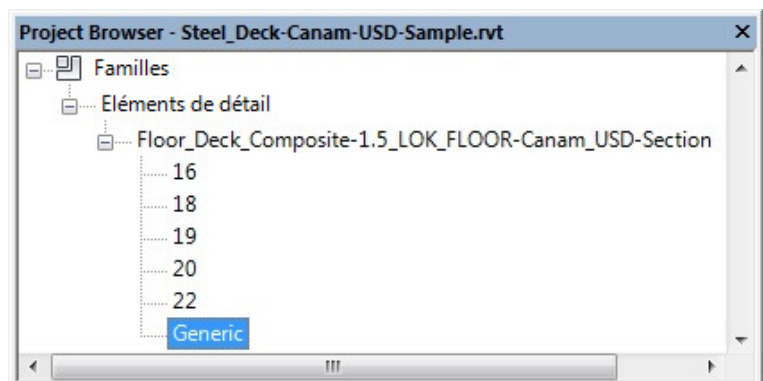 Project Browser - Steel_Deck-Canam-USD-Sample.rvt
Familles
Eléments de détail
Floor_Deck_Composite-1.5_LOK_FLOOR-Canam_USD-Section
16
18
19
20
22
Generic